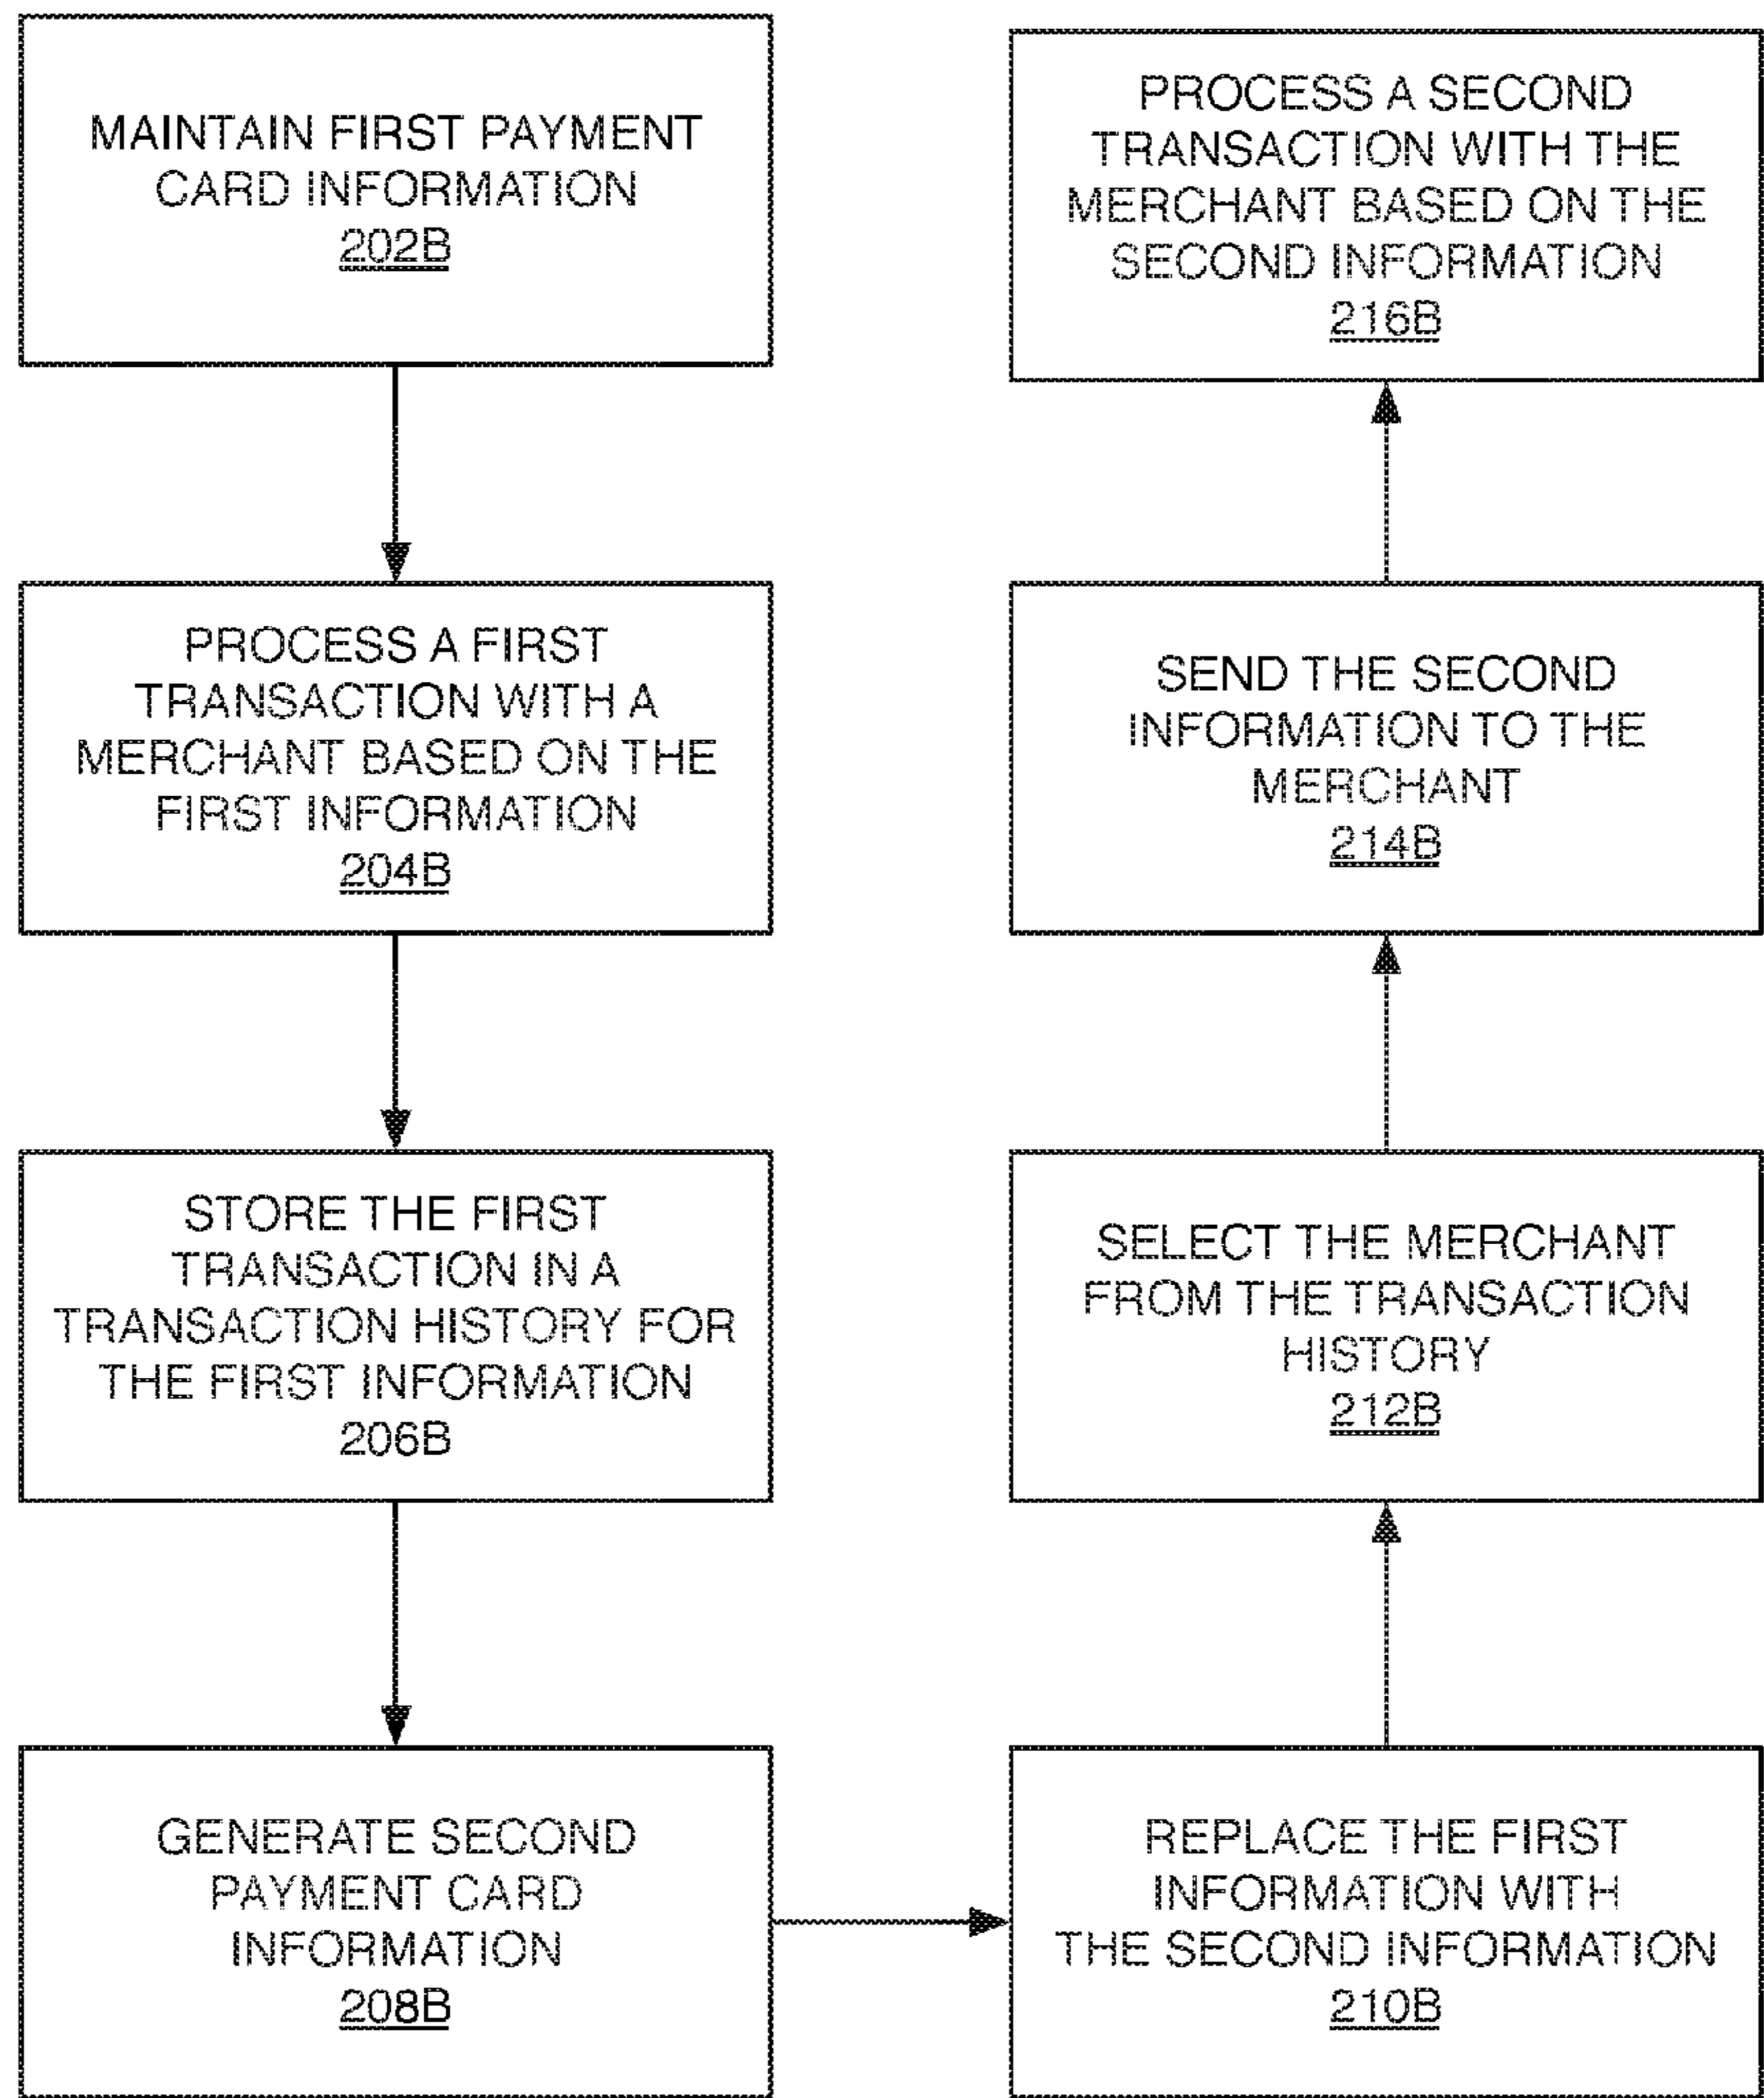 MAINTAIN FIRST PAYMENT
CARD INFORMATION
202B
PROCESS A FIRST
TRANSACTION WITH A
MERCHANT BASED ON THE
FIRST INFORMATION
204B
STORE THE FIRST
TRANSACTION IN A
TRANSACTION HISTORY FOR
THE FIRST INFORMATION
206B
GENERATE SECOND
PAYMENT CARD
INFORMATION
208B
REPLACE THE FIRST
INFORMATION WITH
THE SECOND INFORMATION
210B
SELECT THE MERCHANT
FROM THE TRANSACTION
HISTORY
212B
SEND THE SECOND
INFORMATION TO THE
MERCHANT
214B
PROCESS A SECOND
TRANSACTION WITH THE
MERCHANT BASED ON THE
SECOND INFORMATION
216B